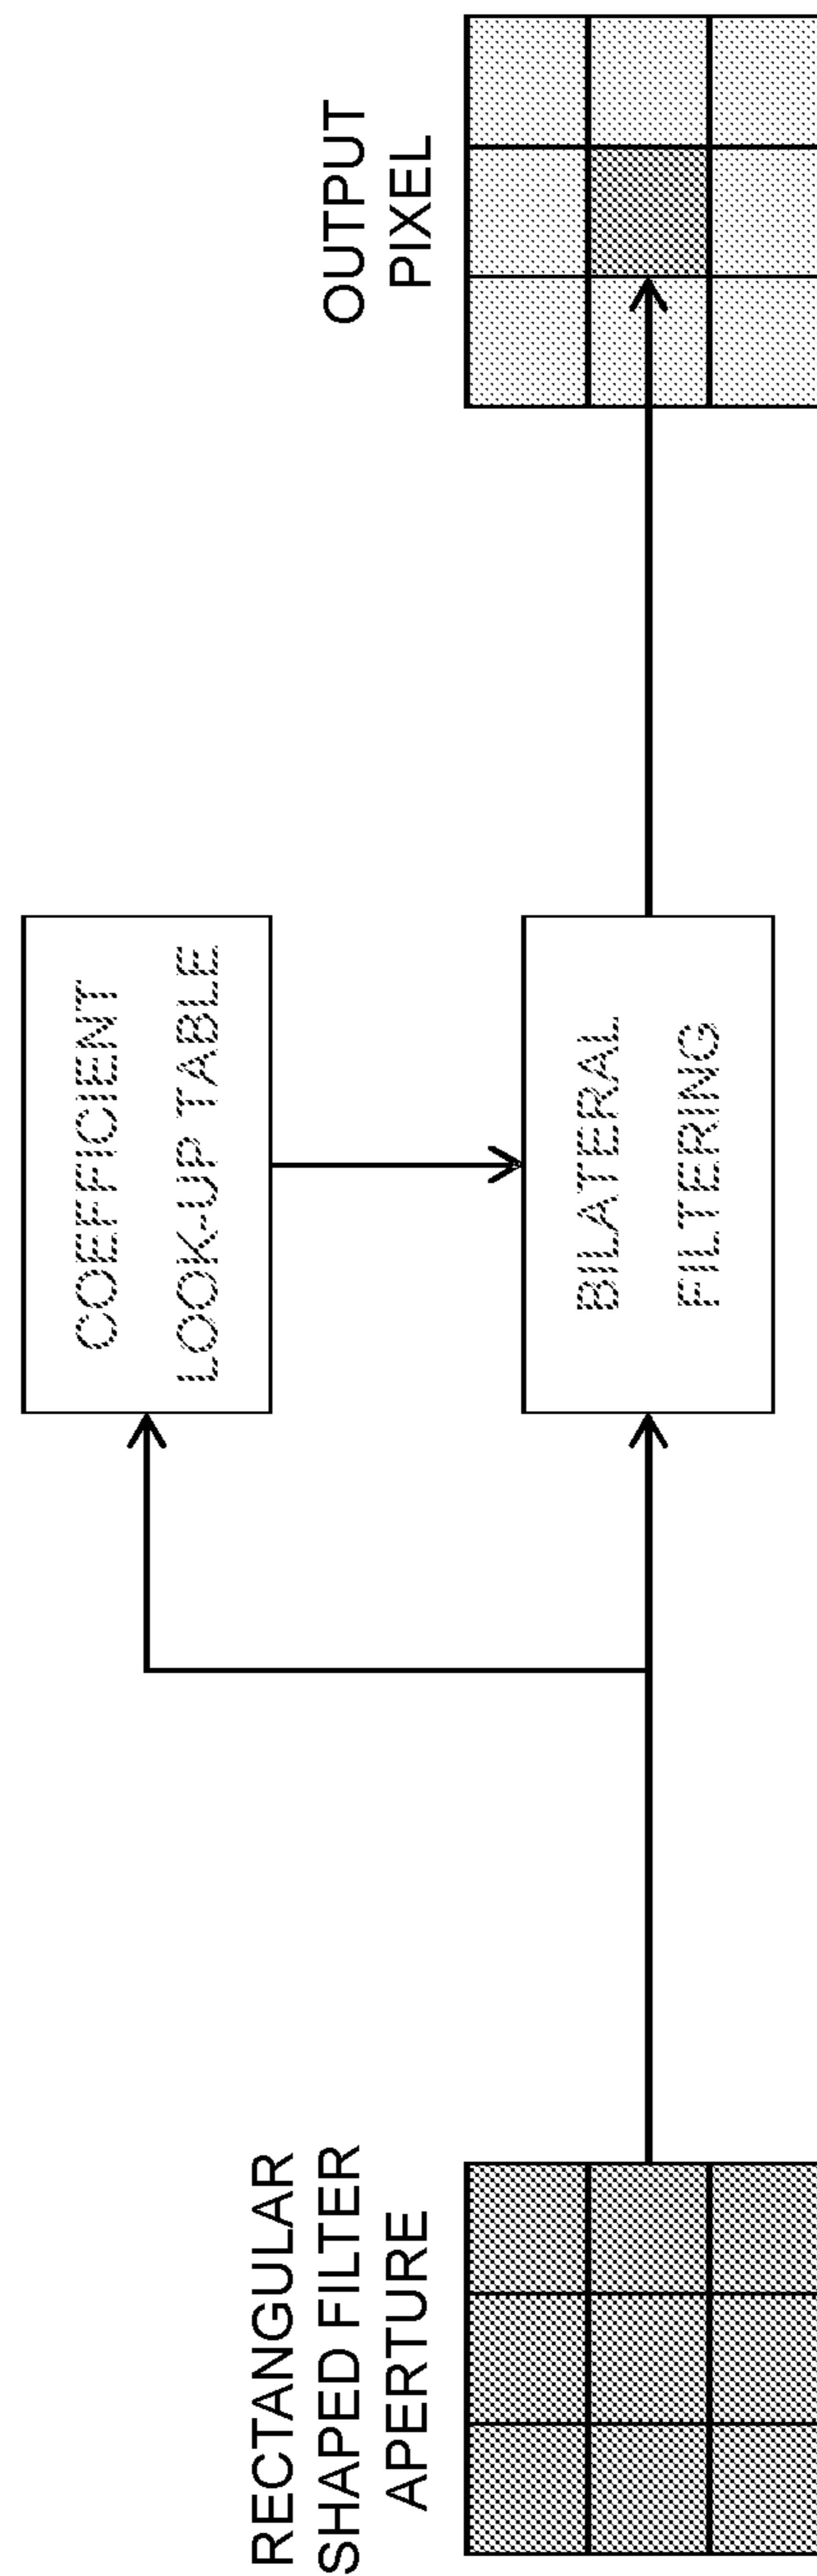 RECTANGULAR
SHAPED FILTER
APERTURE
COEFFICIENT
LOOK-UP TABLE
BILATERAL
FILTERING
OUTPUT
PIXEL